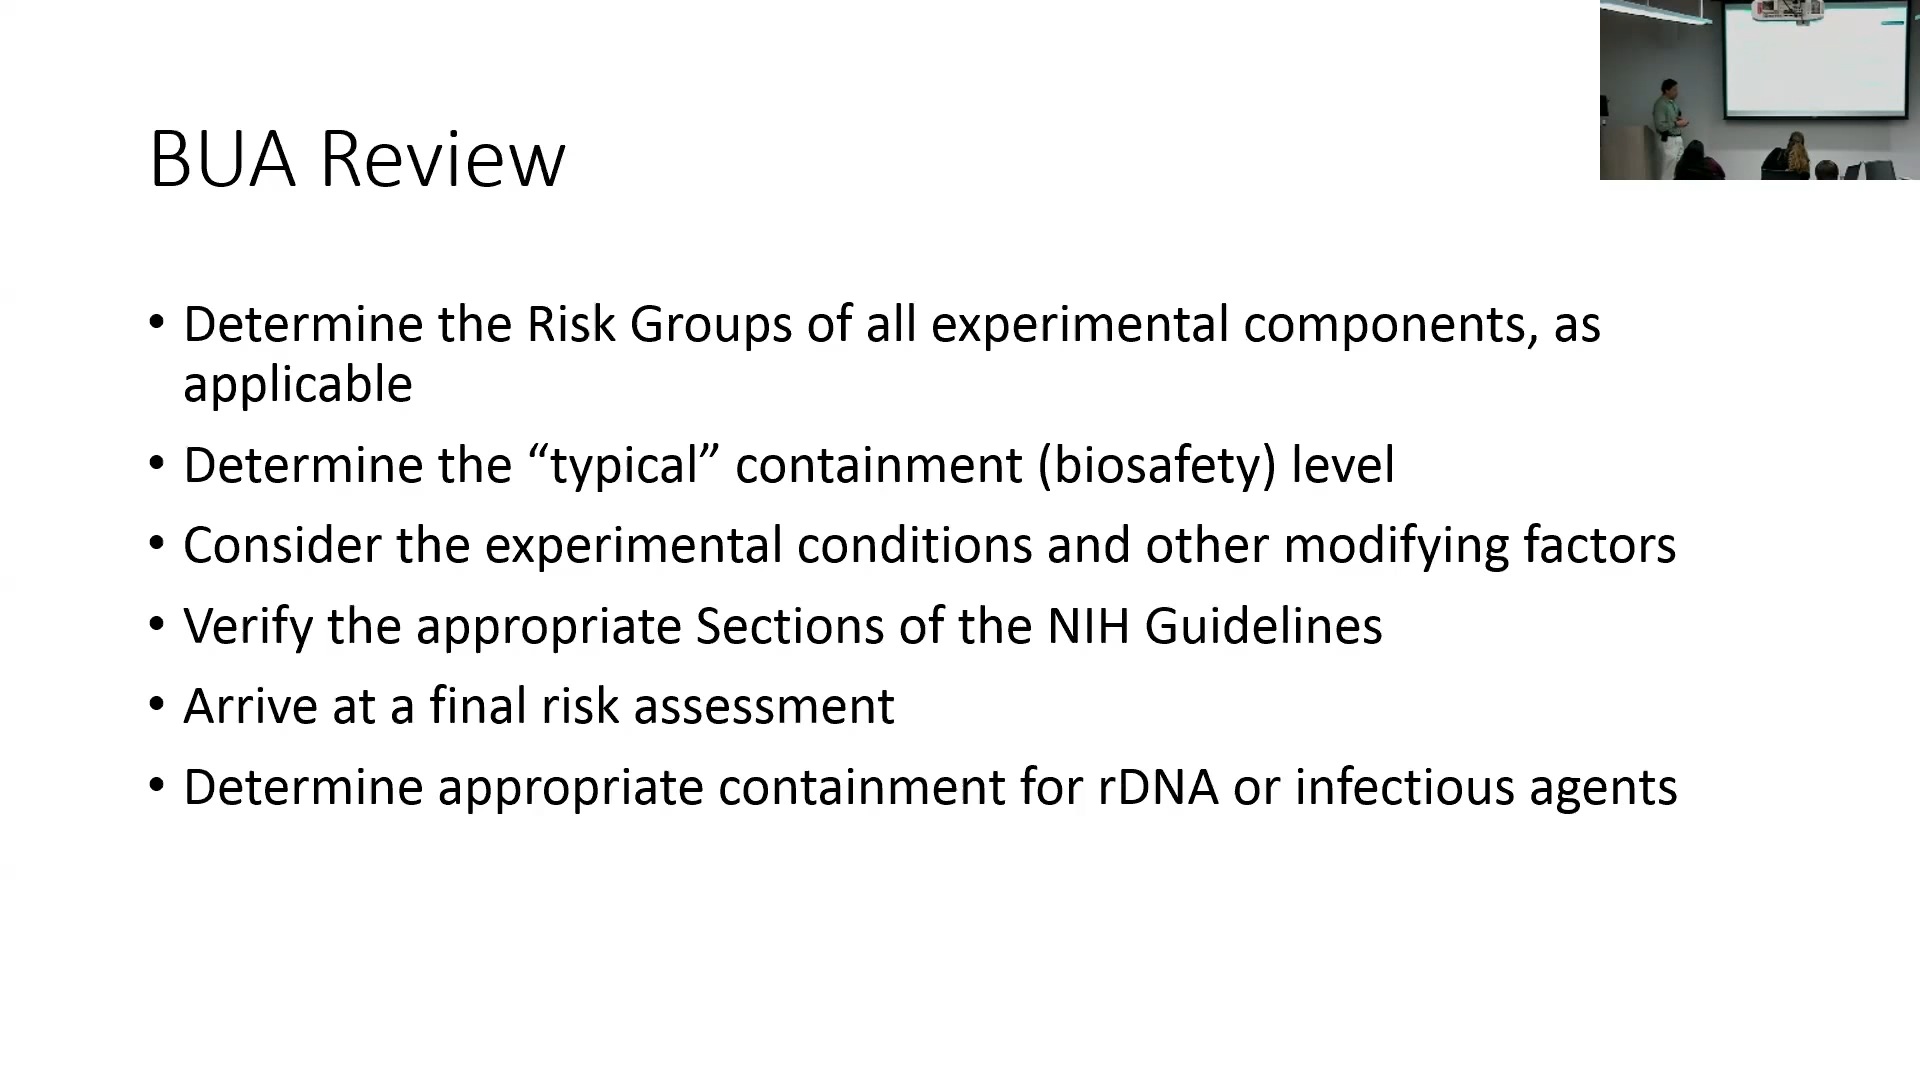 BUA Review
• Determine the Risk Groups of all experimental components, as
applicable
• Determine the “typical” containment (biosafety) level
• Consider the experimental conditions and other modifying factors
• Verify the appropriate Sections of the NIH Guidelines
• Arrive at a final risk assessment
• Determine appropriate containment for rDNA or infectious agents